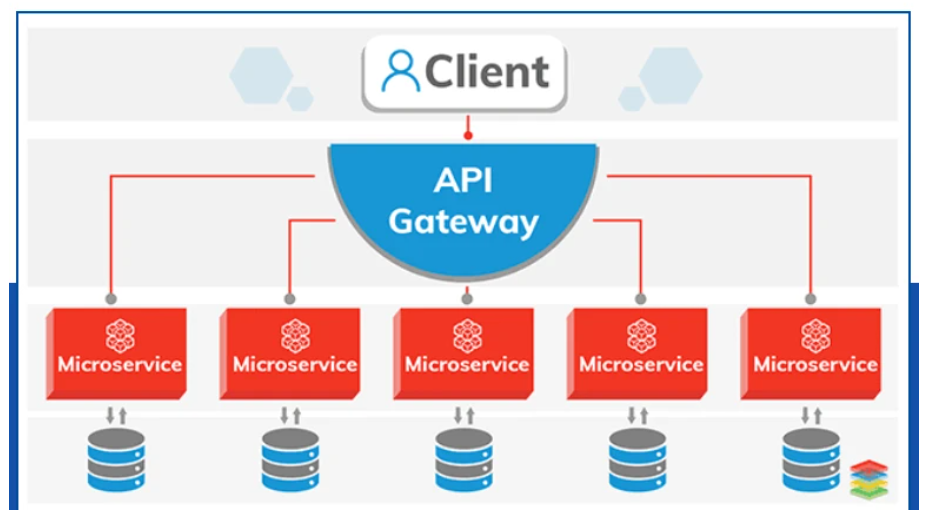 Client
API
Gateway
Microservice
Microservice
Microservice
Microservice
Microservice